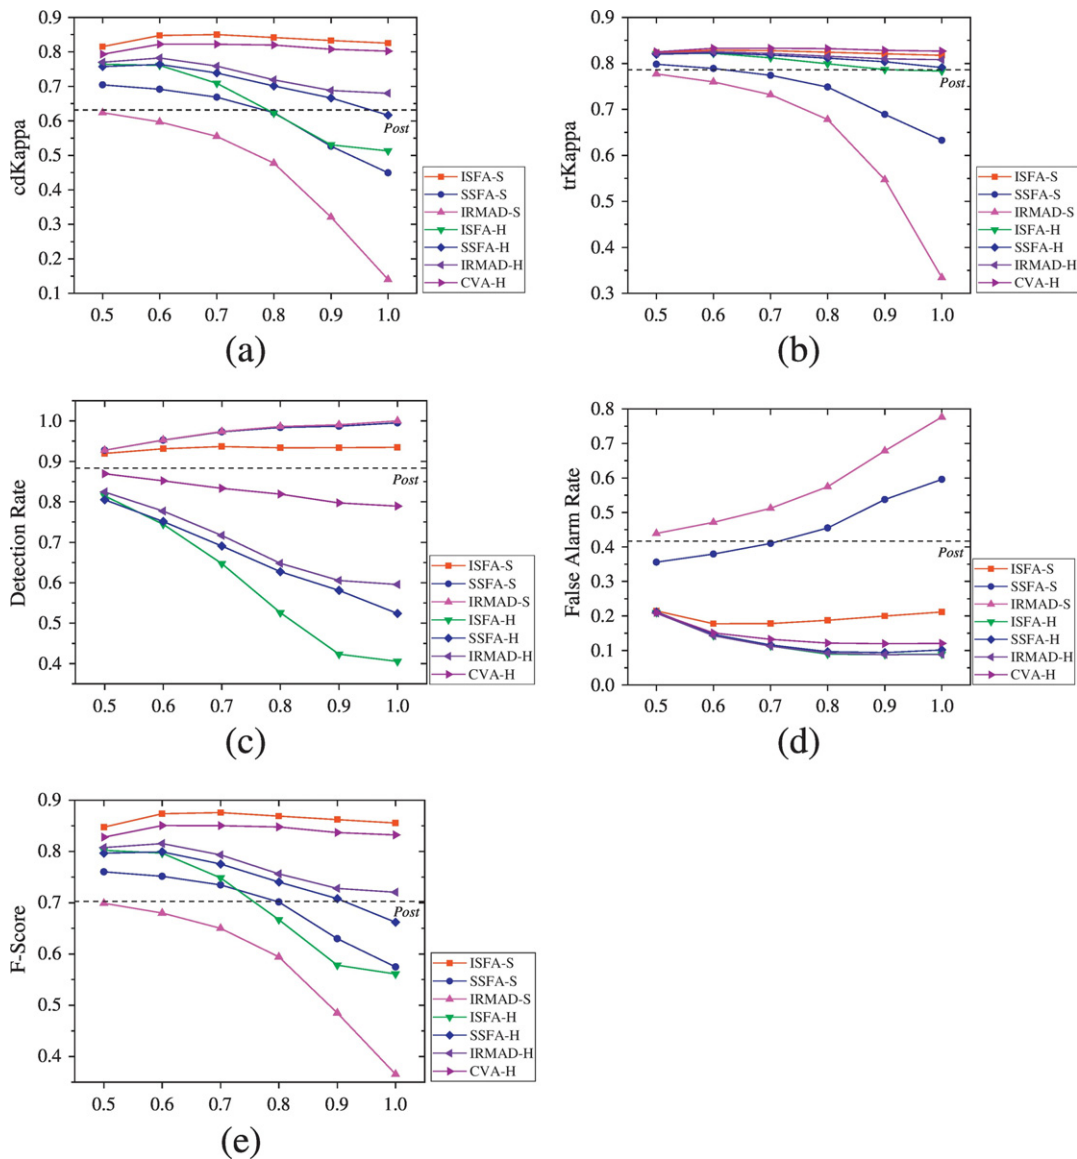 0.9
0.8
0.7
0.6
0.5
0.4
0.3
0.2
0.1
cdKappa
Post
ISFA-S
SSFA-S
IRMAD-S
ISFA-H
SSFA-H
IRMAD-H
CVA-H
0.5 0.6 0.7 0.8 0.9 1.0
(a)
0.9
0.8
0.7
0.6
0.5
0.4
0.3
trKappa
Post
ISFA-S
SSFA-S
IRMAD-S
ISFA-H
SSFA-H
IRMAD-H
CVA-H
0.5 0.6 0.7 0.8 0.9 1.0
(b)
1.0
0.9
0.8
0.7
0.6
0.5
0.4
Detection Rate
Post
ISFA-S
SSFA-S
IRMAD-S
ISFA-H
SSFA-H
IRMAD-H
CVA-H
0.5 0.6 0.7 0.8 0.9 1.0
(c)
0.8
0.7
0.6
0.5
0.4
0.3
0.2
0.1
0.0
False Alarm Rate
Post
ISFA-S
SSFA-S
IRMAD-S
ISFA-H
SSFA-H
IRMAD-H
CVA-H
0.5 0.6 0.7 0.8 0.9 1.0
(d)
0.9
0.8
0.7
0.6
0.5
0.4
F-Score
Post
ISFA-S
SSFA-S
IRMAD-S
ISFA-H
SSFA-H
IRMAD-H
CVA-H
0.5 0.6 0.7 0.8 0.9 1.0
(e)